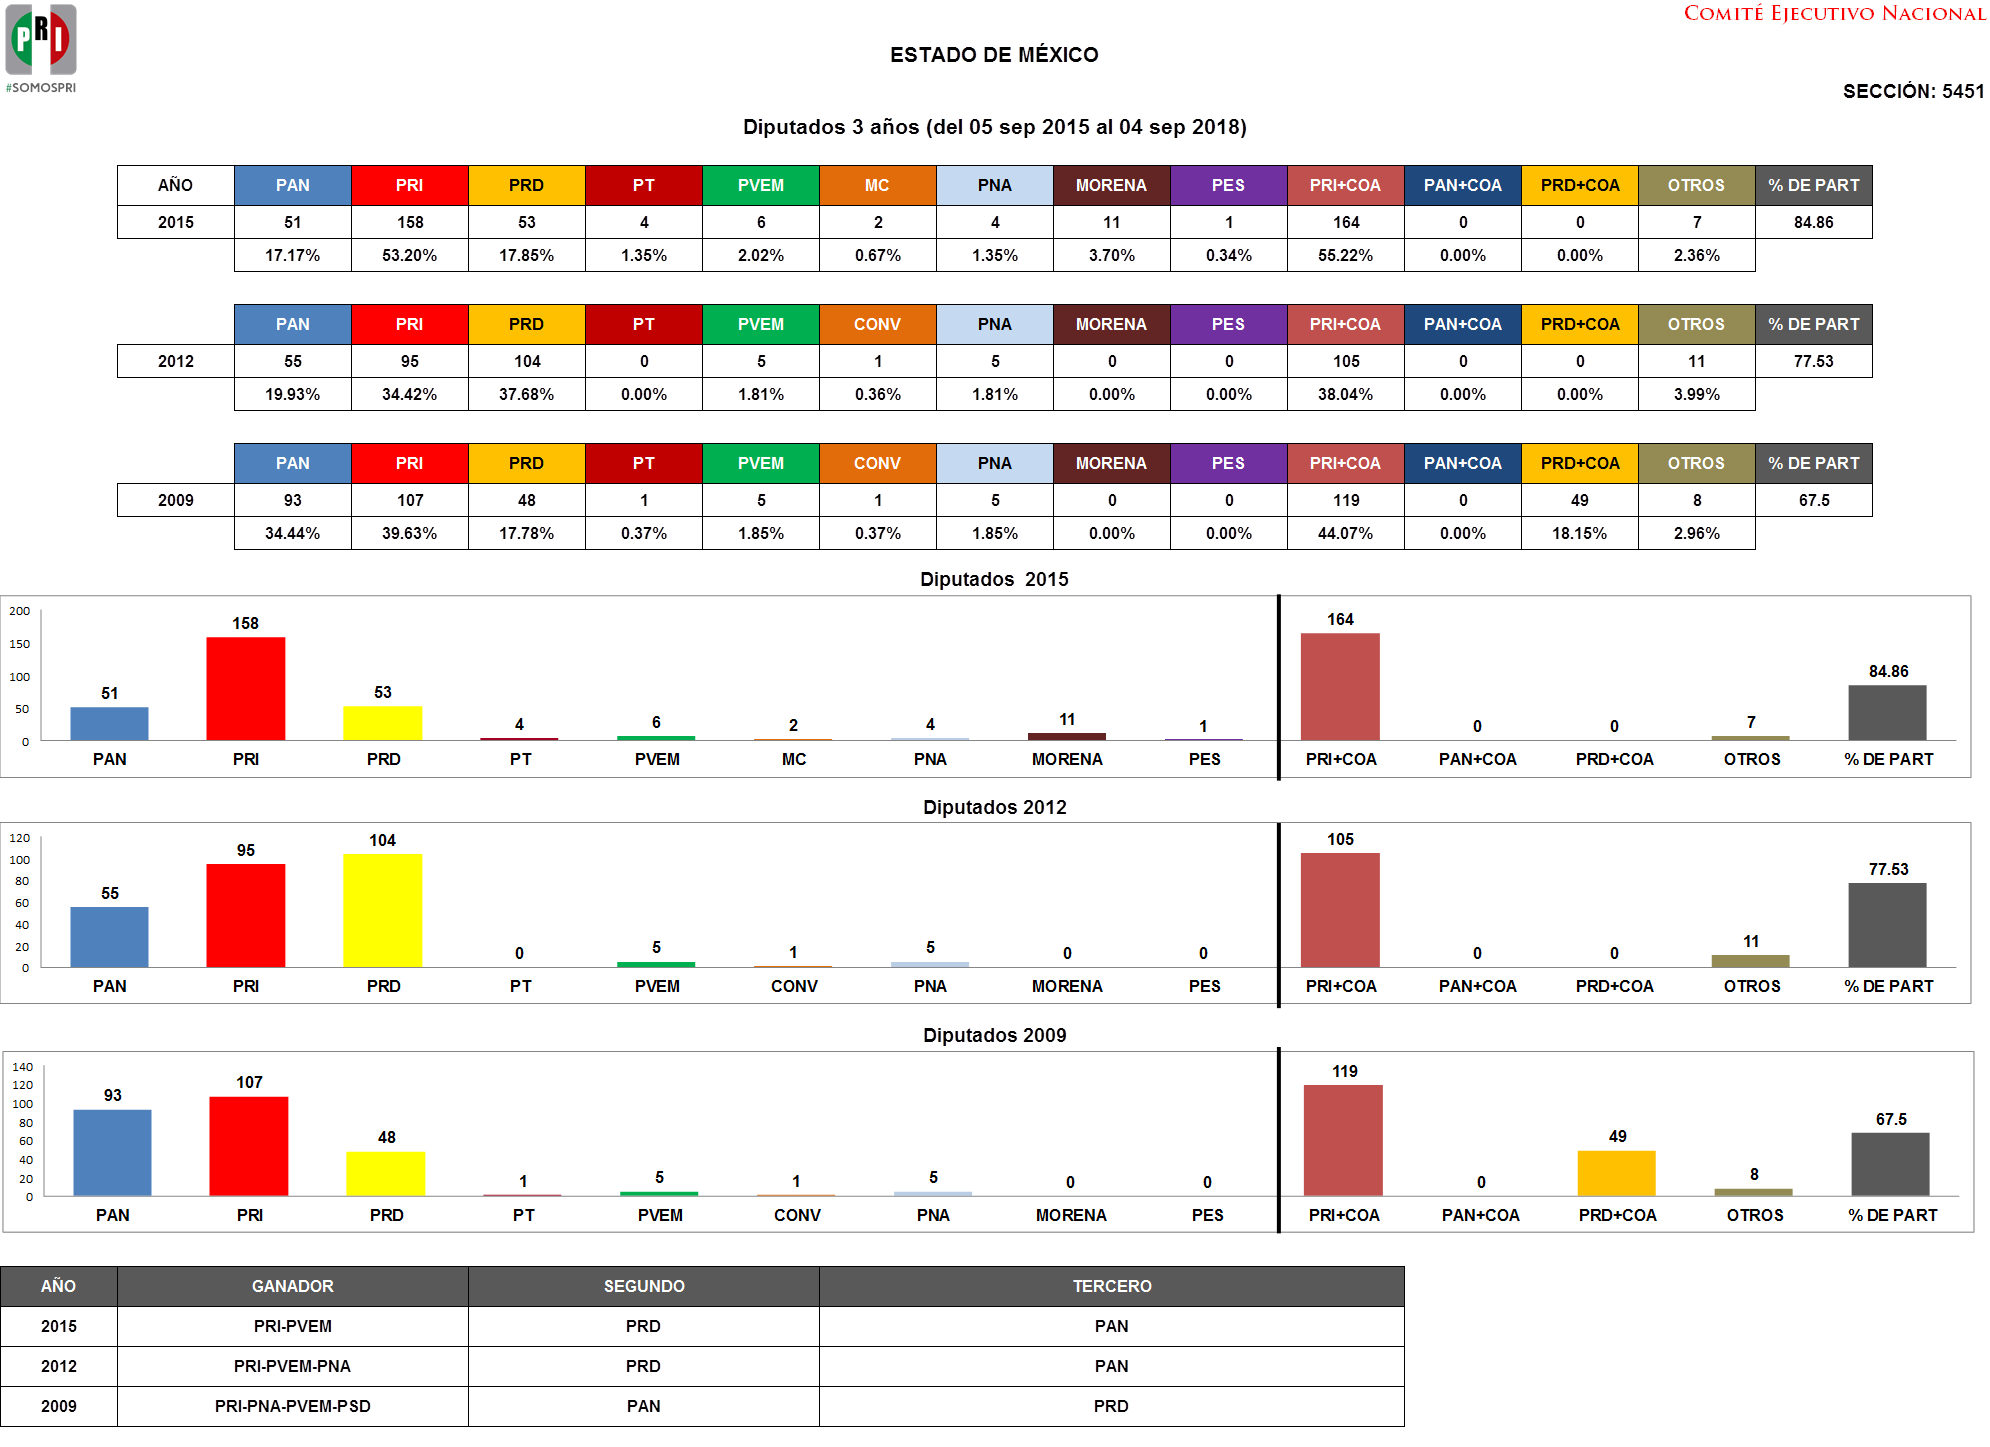 PRI
#SOMOSPRI
COMITÉ EJECUTIVO NACIONAL
ESTADO DE MÉXICO
SECCIÓN: 5451
Diputados 3 años (del 05 sep 2015 al 04 sep 2018)
AÑO PAN PRI PRD PT PVEM MC PNA MORENA PES PRI+COA PAN+COA PRD+COA OTROS % DE PART
2015 51 158 53 4 6 2 4 11 1 164 0 0 7 84.86
17.17% 53.20% 17.85% 1.35% 2.02% 0.67% 1.35% 3.70% 0.34% 55.22% 0.00% 0.00% 2.36%
PAN PRI PRD PT PVEM CONV PNA MORENA PES PRI+COA PAN+COA PRD+COA OTROS % DE PART
2012 55 95 104 0 5 1 5 0 0 105 0 0 11 77.53
19.93% 34.42% 37.68% 0.00% 1.81% 0.36% 1.81% 0.00% 0.00% 38.04% 0.00% 0.00% 3.99%
PAN PRI PRD PT PVEM CONV PNA MORENA PES PRI+COA PAN+COA PRD+COA OTROS % DE PART
2009 93 107 48 1 5 1 5 0 0 119 0 49 8 67.5
34.44% 39.63% 17.78% 0.37% 1.85% 0.37% 1.85% 0.00% 0.00% 44.07% 0.00% 18.15% 2.96%
Diputados 2015
200
150
100
50
0
51 158 53 4 6 2 4 11 1 164 0 0 7 84.86
PAN PRI PRD PT PVEM MC PNA MORENA PES PRI+COA PAN+COA PRD+COA OTROS % DE PART
Diputados 2012
120
100
80
60
40
20
0
55 95 104 0 5 1 5 0 0 105 0 0 11 77.53
PAN PRI PRD PT PVEM CONV PNA MORENA PES PRI+COA PAN+COA PRD+COA OTROS % DE PART
Diputados 2009
140
120
100
80
60
40
20
0
93 107 48 1 5 1 5 0 0 119 0 49 8 67.5
PAN PRI PRD PT PVEM CONV PNA MORENA PES PRI+COA PAN+COA PRD+COA OTROS % DE PART
AÑO GANADOR SEGUNDO TERCERO
2015 PRI-PVEM PRD PAN
2012 PRI-PVEM-PNA PRD PAN
2009 PRI-PNA-PVEM-PSD PAN PRD